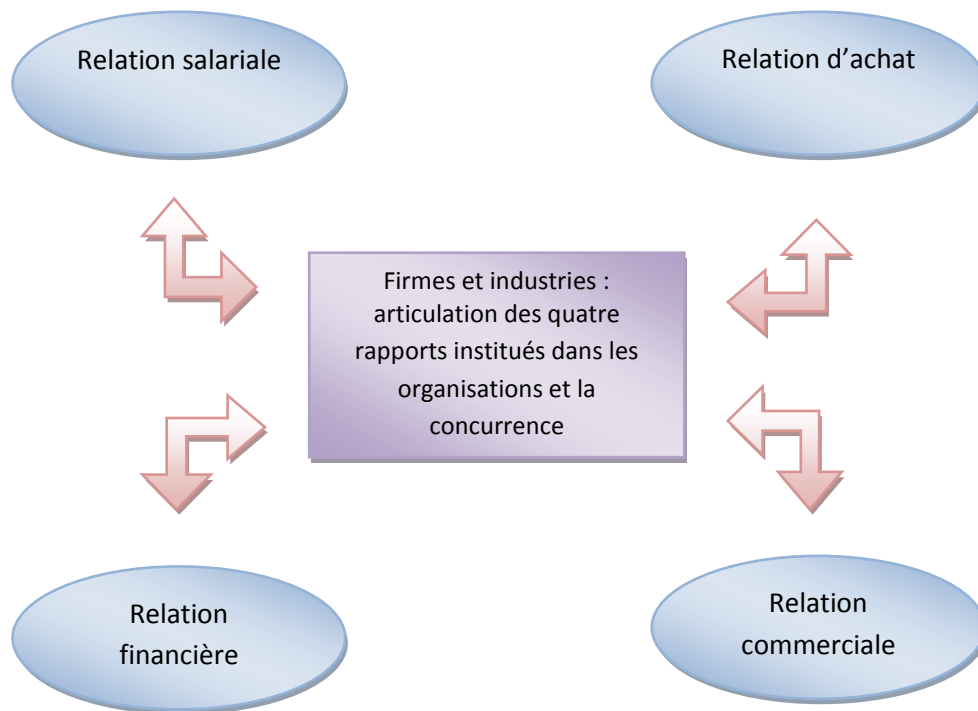 Relation salariale
Relation d’achat
Firmes et industries :
articulation des quatre
rapports institués dans les
organisations et la
concurrence
Relation
financière
Relation
commerciale